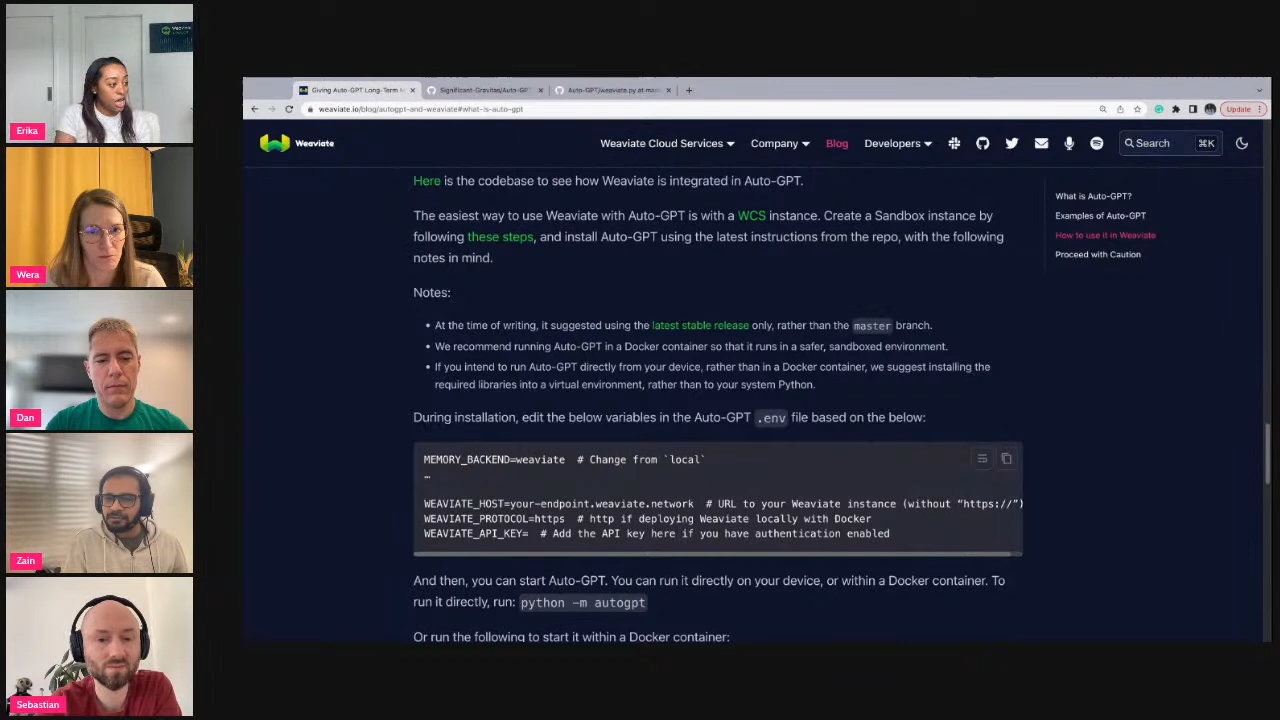 Erika
Wera
Dan
Zain
Sebastian
Giving Auto-GPT Long-Term
Significant-Gravitas/Auto-GPT
Auto-GPT/weaviate.py at mas
weaviate.io/blog/autogpt-and-weaviate#what-is-auto-gpt
Update
Weaviate
Weaviate Cloud Services Company Blog Developers Search ⌘K
Here is the codebase to see how Weaviate is integrated in Auto-GPT.
The easiest way to use Weaviate with Auto-GPT is with a WCS instance. Create a Sandbox instance by
following these steps, and install Auto-GPT using the latest instructions from the repo, with the following
notes in mind.
Notes:
• At the time of writing, it suggested using the latest stable release only, rather than the master branch.
• We recommend running Auto-GPT in a Docker container so that it runs in a safer, sandboxed environment.
• If you intend to run Auto-GPT directly from your device, rather than in a Docker container, we suggest installing the
required libraries into a virtual environment, rather than to your system Python.
During installation, edit the below variables in the Auto-GPT .env file based on the below:
MEMORY_BACKEND=weaviate # Change from `local`
…
WEAVIATE_HOST=your-endpoint.weaviate.network # URL to your Weaviate instance (without “https://”)
WEAVIATE_PROTOCOL=https # http if deploying Weaviate locally with Docker
WEAVIATE_API_KEY= # Add the API key here if you have authentication enabled
And then, you can start Auto-GPT. You can run it directly on your device, or within a Docker container. To
run it directly, run: python -m autogpt
Or run the following to start it within a Docker container:
What is Auto-GPT?
Examples of Auto-GPT
How to use it in Weaviate
Proceed with Caution